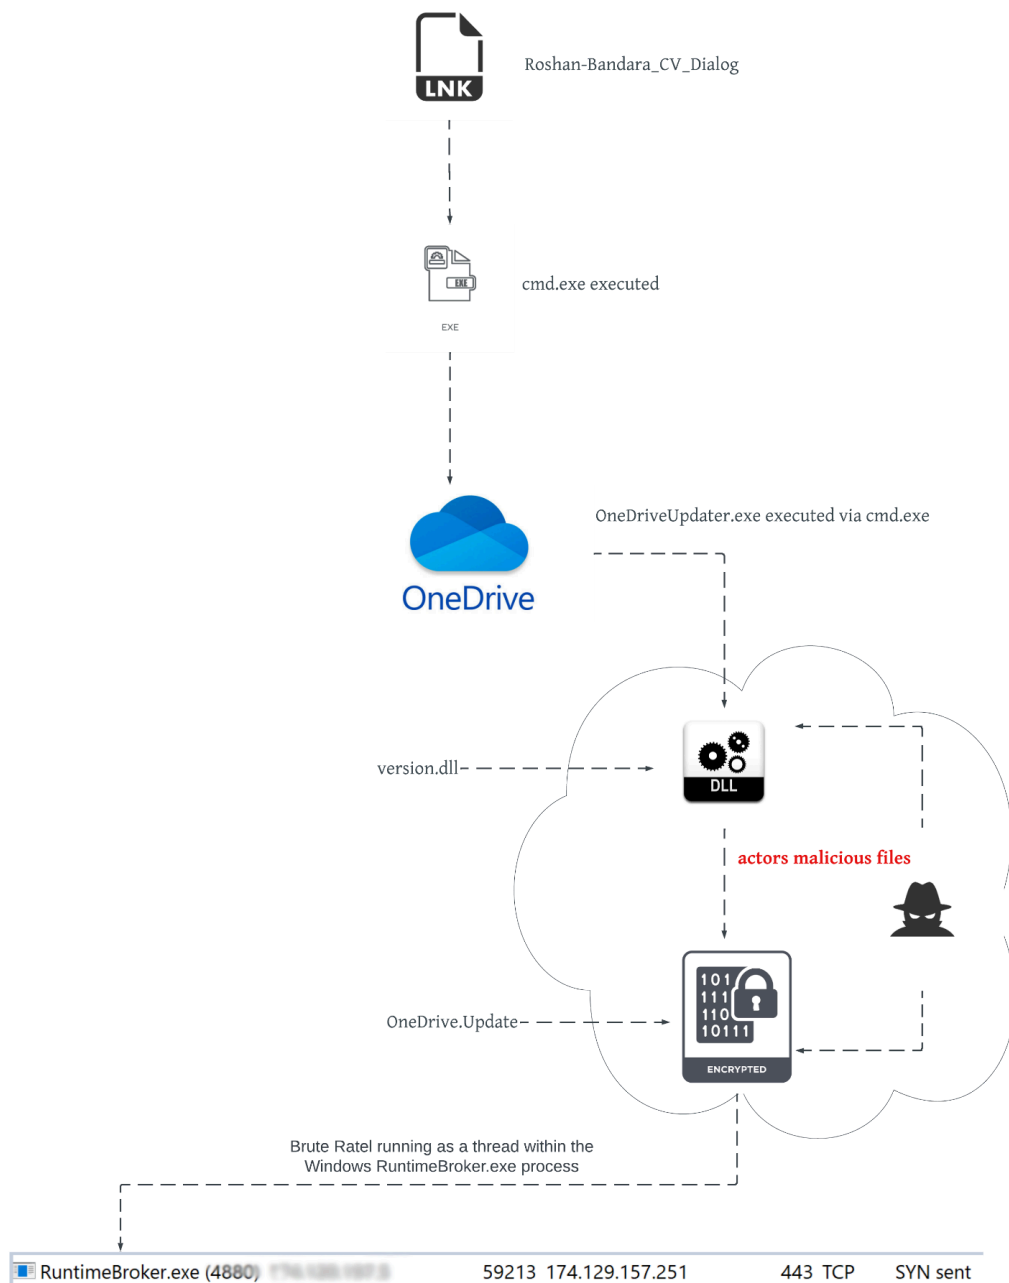 LNK
Roshan-Bandara_CV_Dialog
EXE
cmd.exe executed
EXE
OneDriveUpdater.exe executed via cmd.exe
OneDrive
version.dll
DLL
actors malicious files
101
111
110
10111
OneDrive.Update
ENCRYPTED
Brute Ratel running as a thread within the
Windows RuntimeBroker.exe process
RuntimeBroker.exe (4880) 59213 174.129.157.251 443 TCP SYN sent